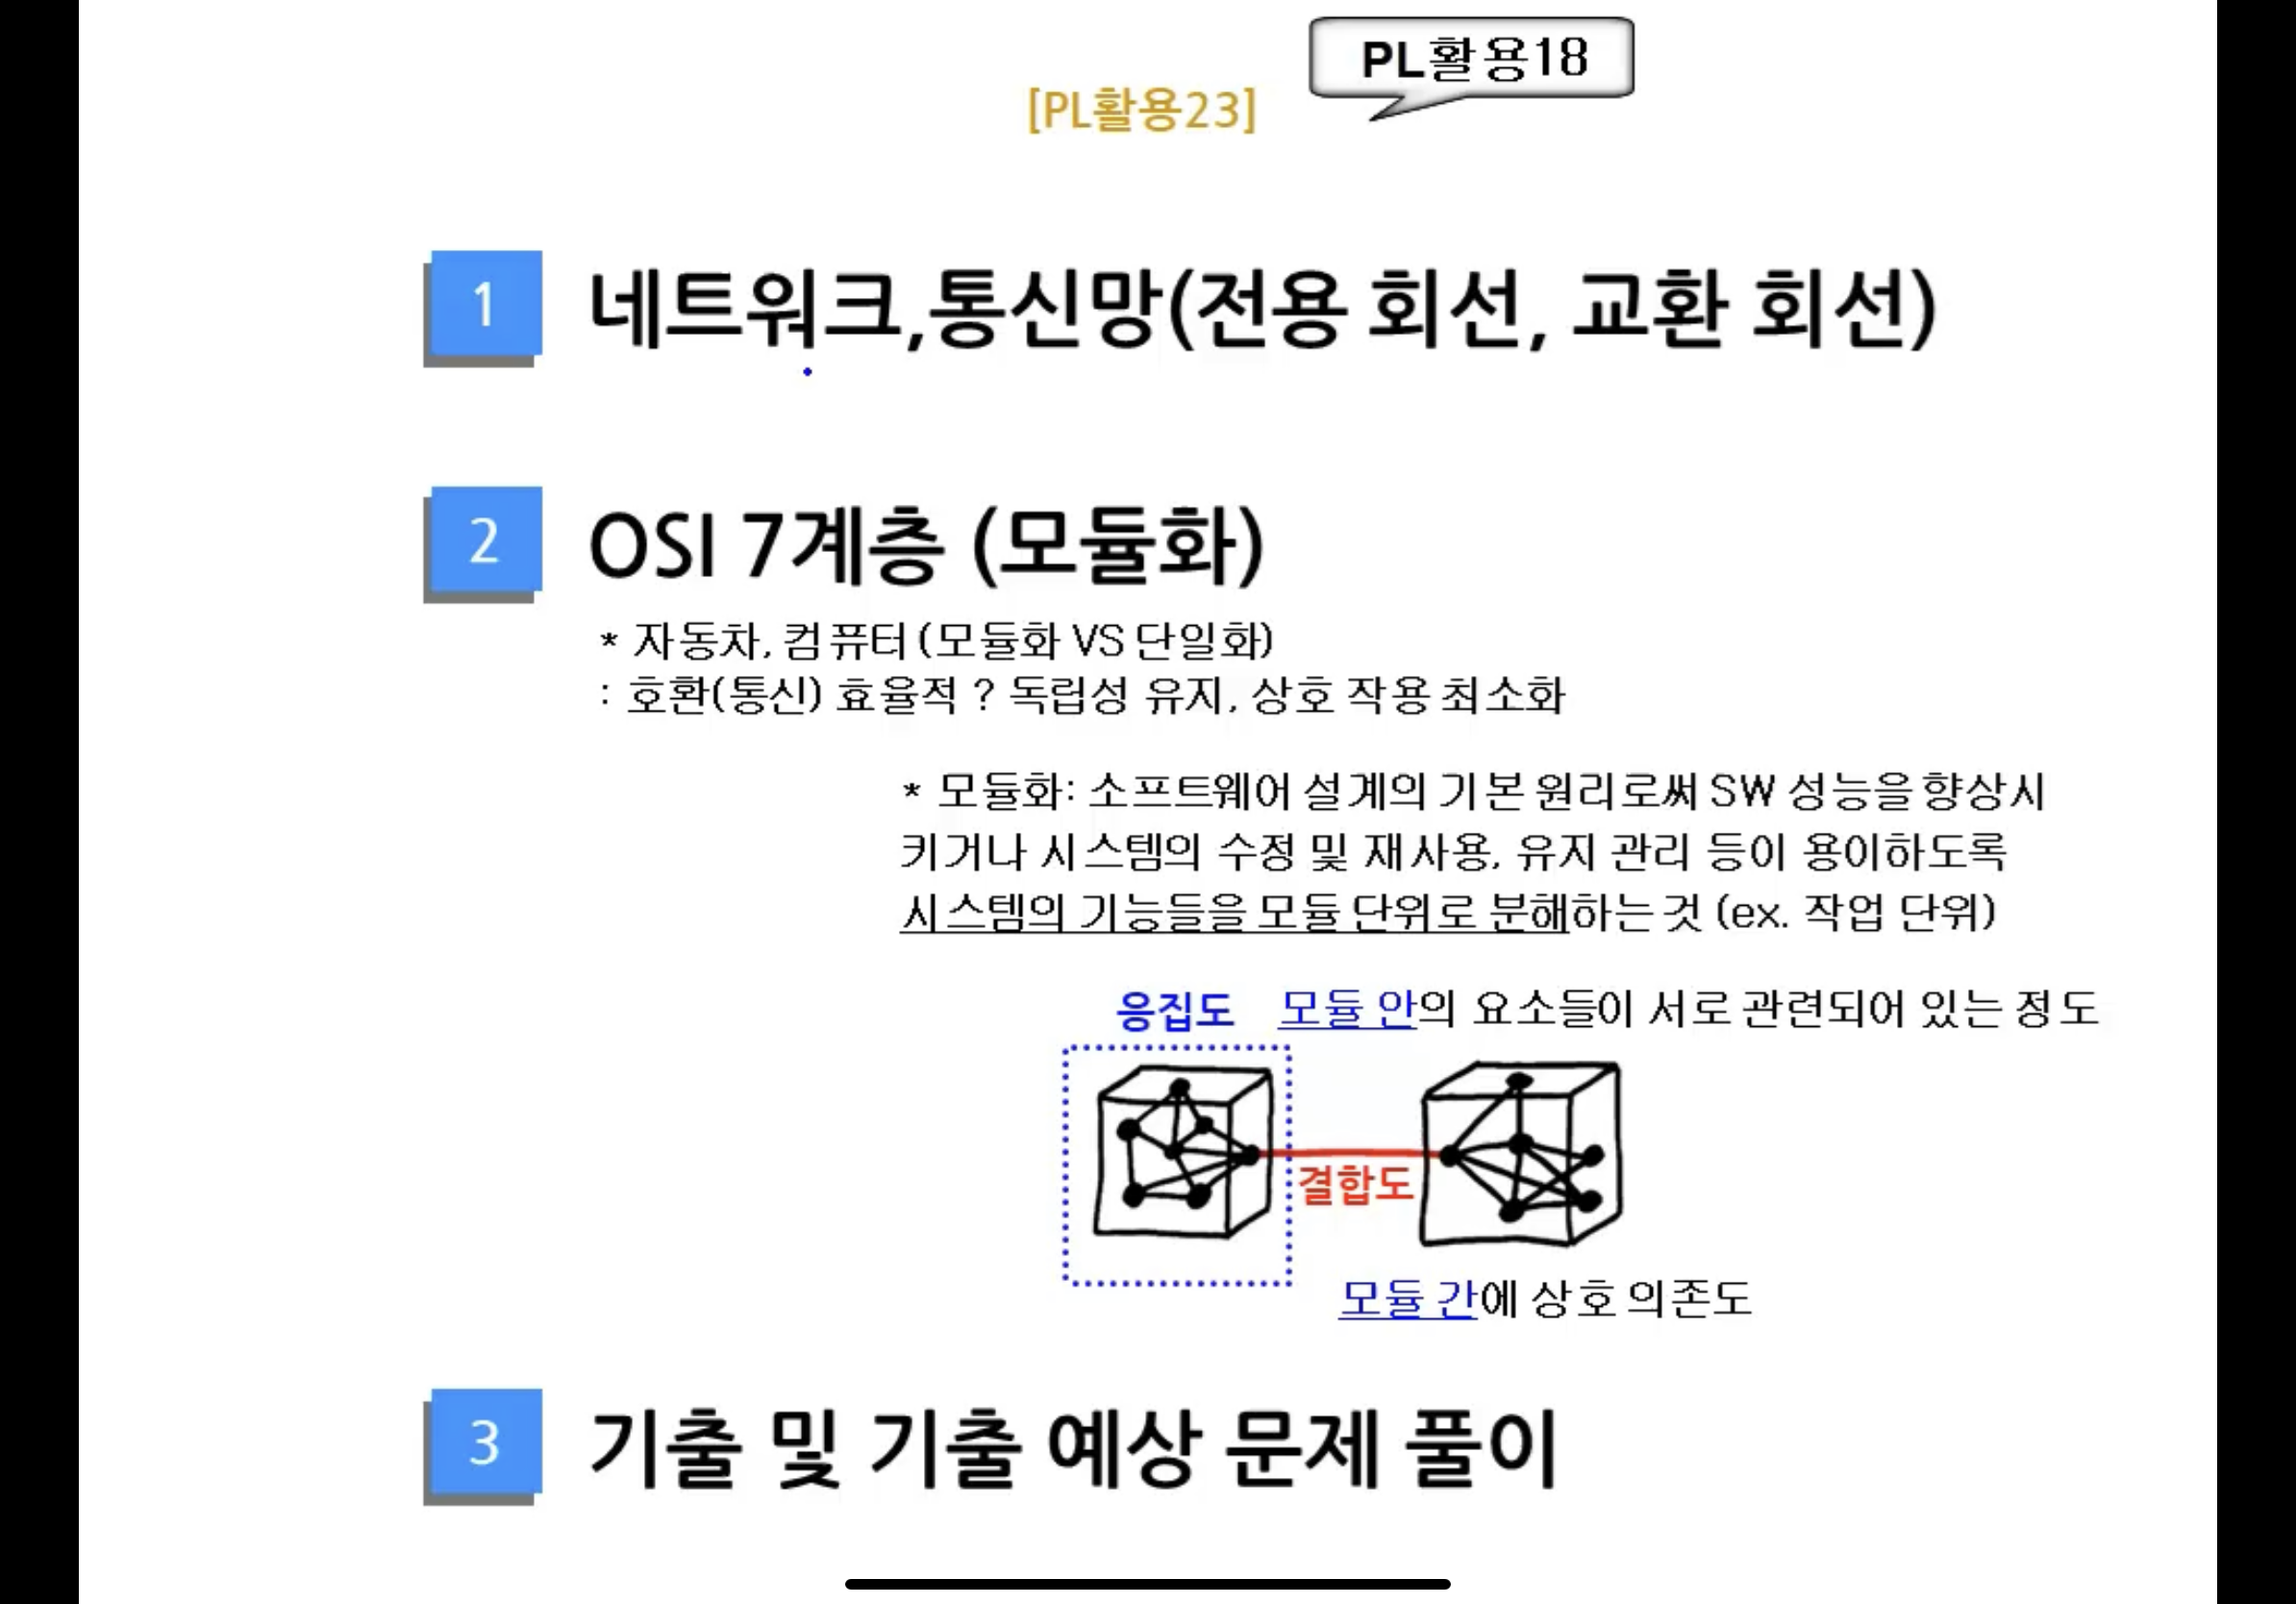 PL활용18
[PL활용23]
1 네트워크,통신망(전용 회선, 교환 회선)
2 OSI 7계층 (모듈화)
* 자동차, 컴퓨터 (모듈화 VS 단일화)
: 호환(통신) 효율적 ? 독립성 유지, 상호 작용 최소화
* 모듈화: 소프트웨어 설계의 기본 원리로써 SW 성능을 향상시
키거나 시스템의 수정 및 재사용, 유지 관리 등이 용이하도록
시스템의 기능들을 모듈 단위로 분해하는 것 (ex. 작업 단위)
응집도 모듈 안의 요소들이 서로 관련되어 있는 정도
결합도
모듈 간에 상호 의존도
3 기출 및 기출 예상 문제 풀이